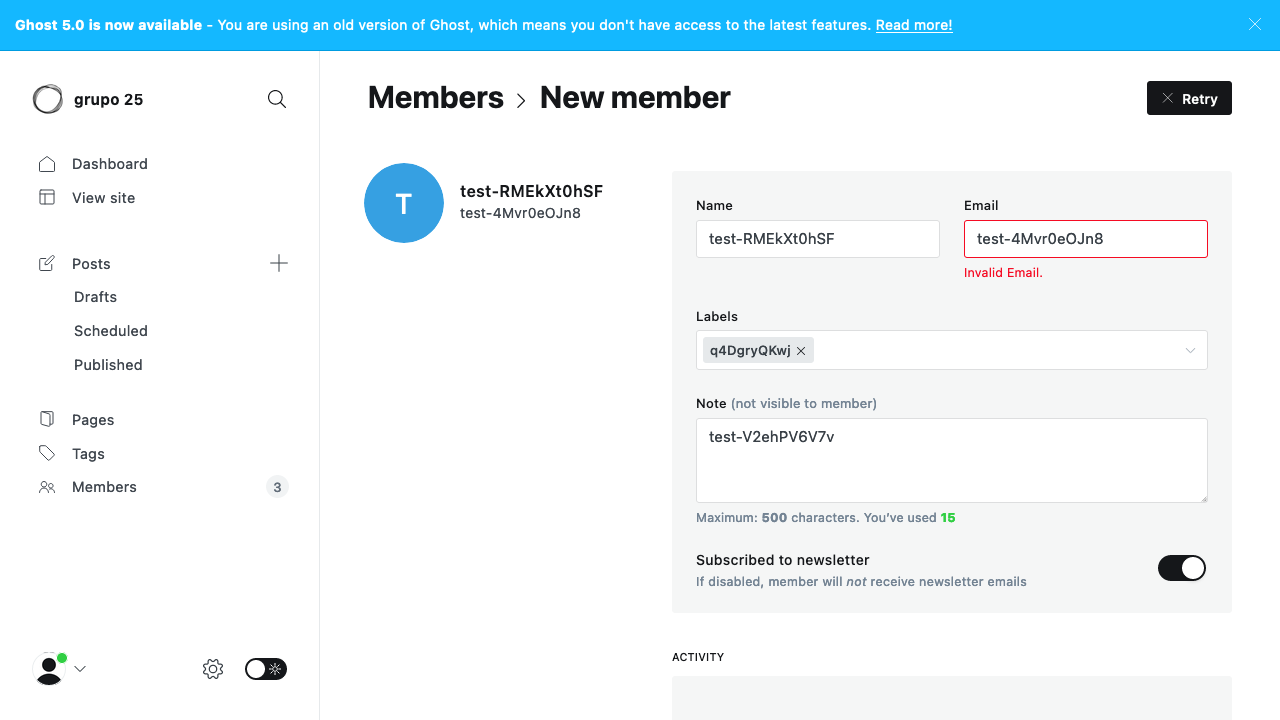 Ghost 5.0 is now available - You are using an old version of Ghost, which means you don't have access to the latest features. Read more!
grupo 25
Dashboard
View site
Posts
Drafts
Scheduled
Published
Pages
Tags
Members 3
Members > New member
Retry
T
test-RMEkXt0hSF
test-4Mvr0eOJn8
Name
test-RMEkXt0hSF
Email
test-4Mvr0eOJn8
Invalid Email.
Labels
q4DgryQKwj
Note (not visible to member)
test-V2ehPV6V7v
Maximum: 500 characters. You’ve used 15
Subscribed to newsletter
If disabled, member will not receive newsletter emails
ACTIVITY